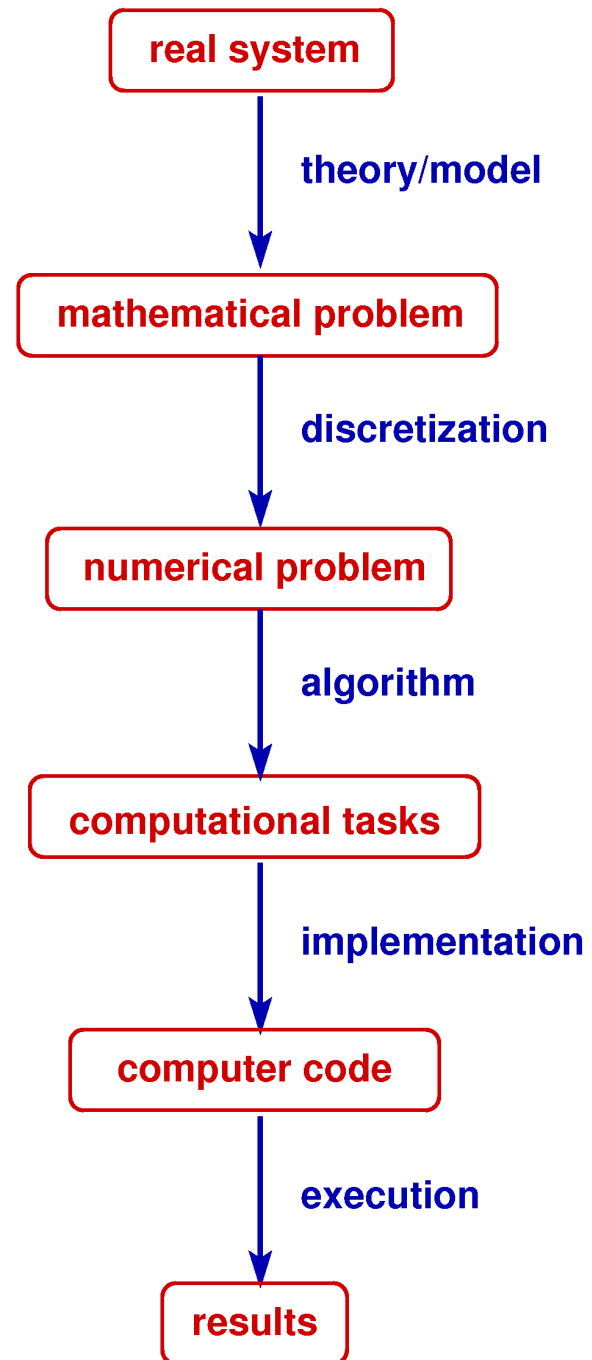 real system
theory/model
mathematical problem
discretization
numerical problem
algorithm
computational tasks
implementation
computer code
execution
results